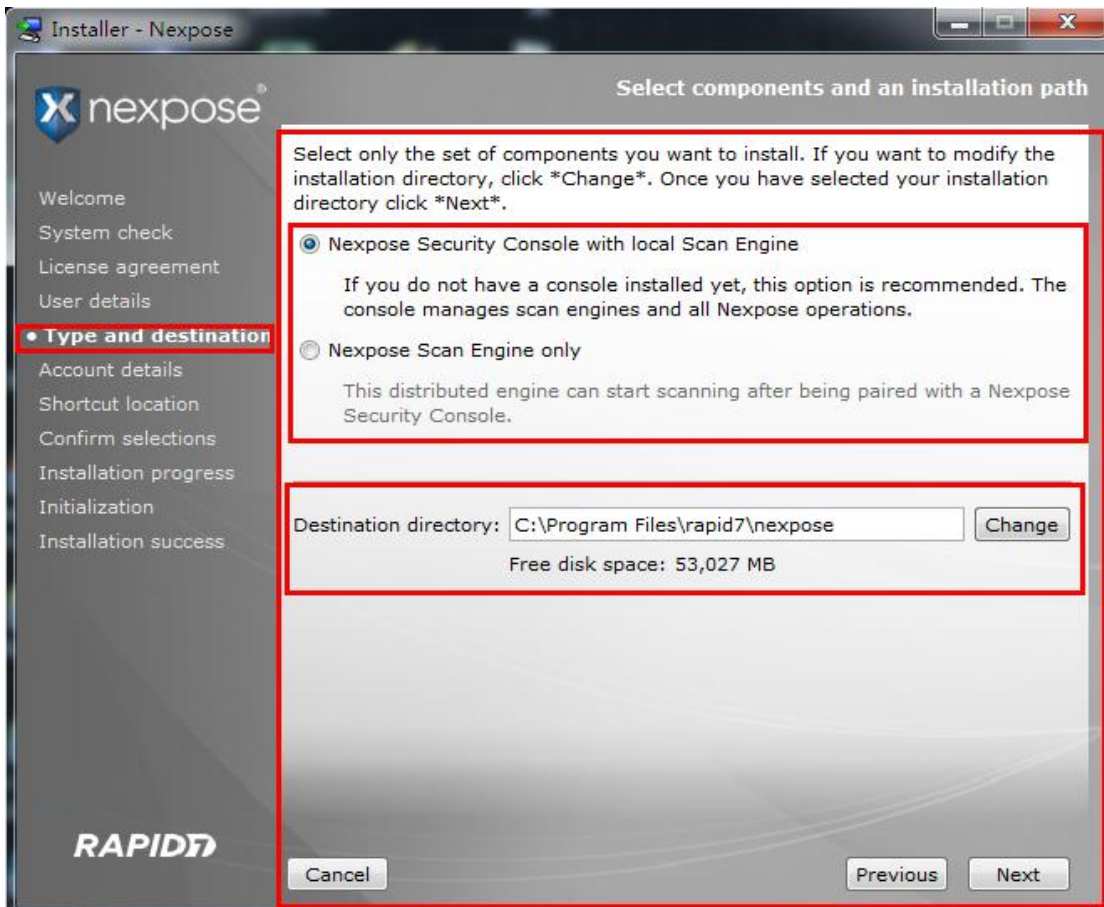 Installer - Nexpose
nexpose®
Select components and an installation path
Select only the set of components you want to install. If you want to modify the
installation directory, click *Change*. Once you have selected your installation
directory click *Next*.
Welcome
System check
License agreement
User details
• Type and destination
Account details
Shortcut location
Confirm selections
Installation progress
Initialization
Installation success
Nexpose Security Console with local Scan Engine
If you do not have a console installed yet, this option is recommended. The
console manages scan engines and all Nexpose operations.
Nexpose Scan Engine only
This distributed engine can start scanning after being paired with a Nexpose
Security Console.
Destination directory: C:\Program Files\rapid7\nexpose Change
Free disk space: 53,027 MB
RAPID7
Cancel Previous Next